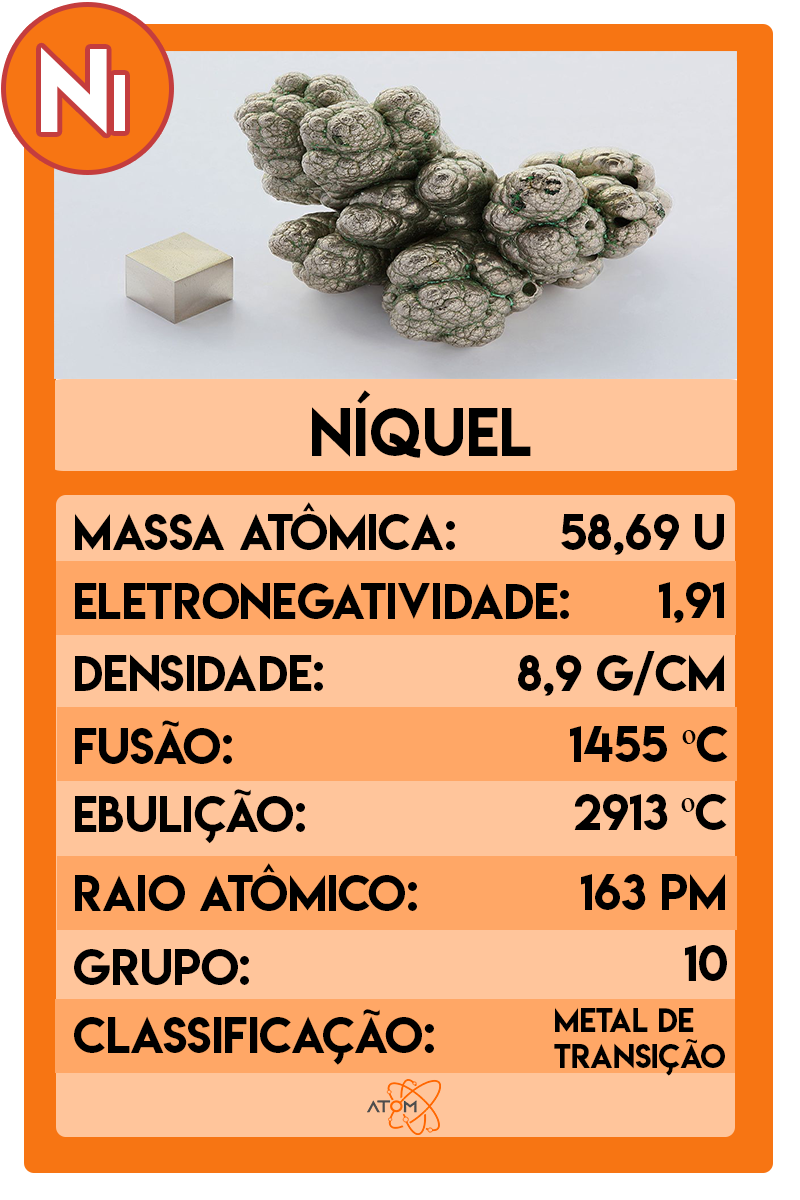 NI
NÍQUEL
MASSA ATÔMICA: 58,69 U
ELETRONEGATIVIDADE: 1,91
DENSIDADE: 8,9 G/CM
FUSÃO: 1455 ºC
EBULIÇÃO: 2913 ºC
RAIO ATÔMICO: 163 PM
GRUPO: 10
CLASSIFICAÇÃO: METAL DE
TRANSIÇÃO
ATOM